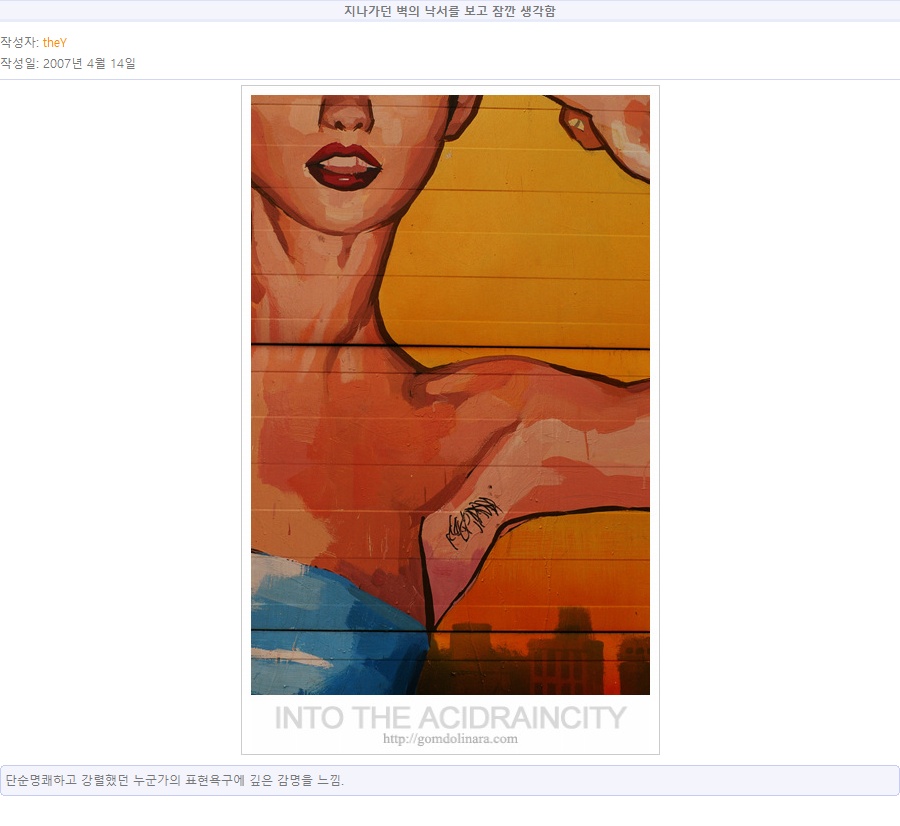 지나가던 벽의 낙서를 보고 잠깐 생각함
작성자: theY
작성일: 2007년 4월 14일
INTO THE ACIDRAINCITY
http://gomdolinara.com
단순명쾌하고 강렬했던 누군가의 표현욕구에 깊은 감명을 느낌.